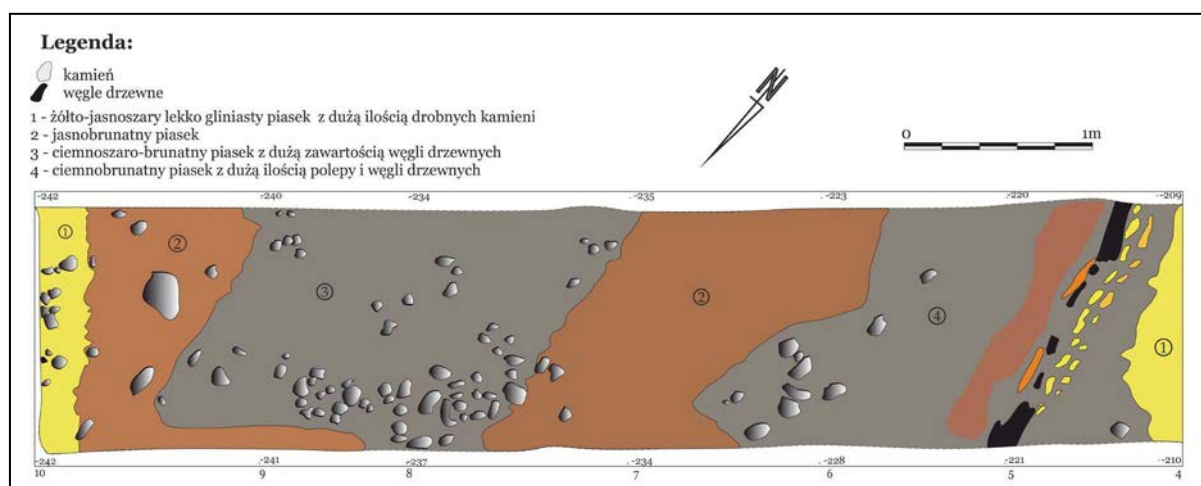 Legenda:
kamień
węgle drzewne
1 - żółto-jasnoszary lekko gliniasty piasek z dużą ilością drobnych kamieni
2 - jasnobrunatny piasek
3 - ciemnoszaro-brunatny piasek z dużą zawartością węgli drzewnych
4 - ciemnobrunatny piasek z dużą ilością polepy i węgli drzewnych
N
0 1m
-242 -240 -234 -235 -223 -220 -209
1 2 3 2 4 1
-242 -241 -237 -234 -228 -221 -210
10 9 8 7 6 5 4